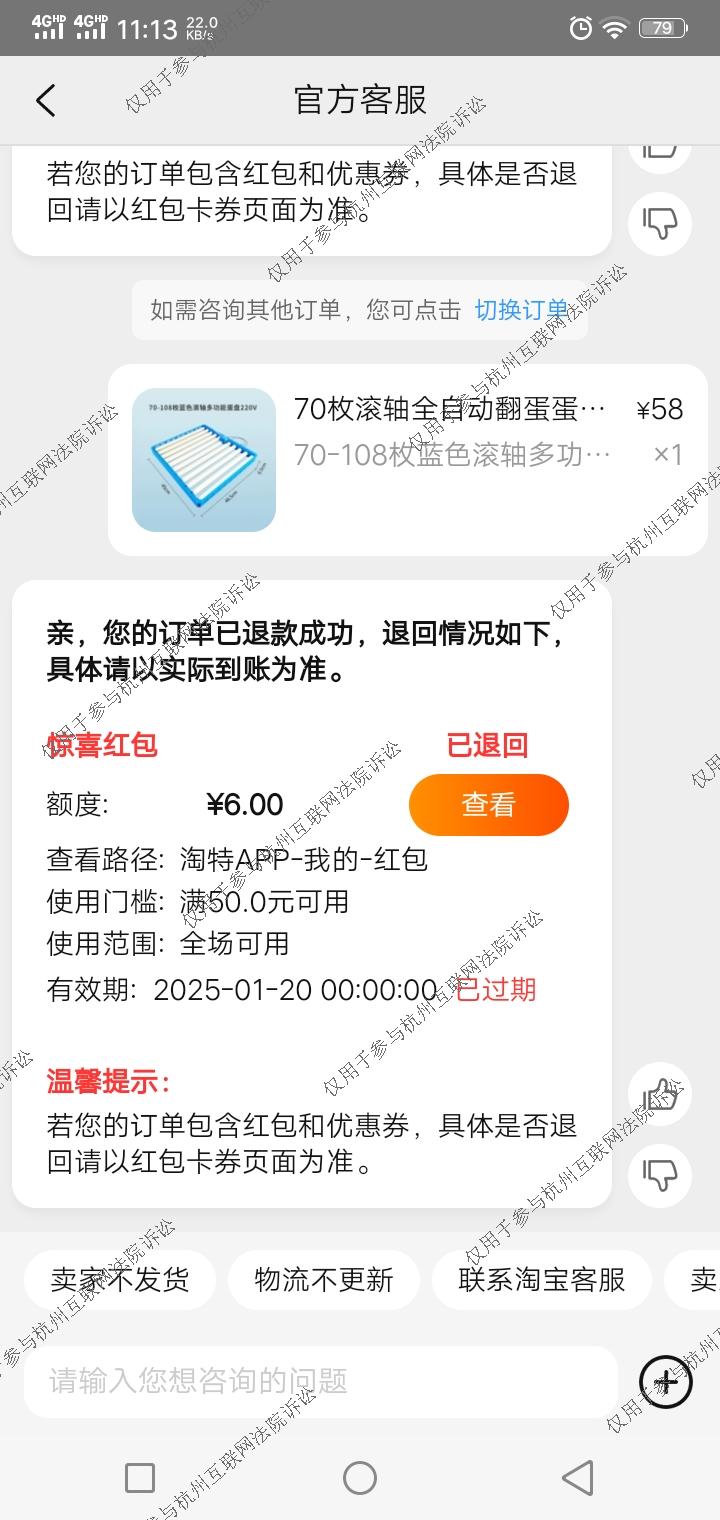 4GHD 4GHD 11:13 22.0 KB/s 79
官方客服
若您的订单包含红包和优惠券，具体是否退
回请以红包卡券页面为准。
如需咨询其他订单，您可点击 切换订单
70-108枚蓝色滚轴多功能蛋盘220V
70枚滚轴全自动翻蛋蛋… ¥58
70-108枚蓝色滚轴多功… ×1
亲，您的订单已退款成功，退回情况如下，
具体请以实际到账为准。
惊喜红包 已退回
额度: ¥6.00 查看
查看路径: 淘特APP-我的-红包
使用门槛: 满50.0元可用
使用范围: 全场可用
有效期: 2025-01-20 00:00:00 已过期
温馨提示：
若您的订单包含红包和优惠券，具体是否退
回请以红包卡券页面为准。
卖家不发货 物流不更新 联系淘宝客服 卖
请输入您想咨询的问题
仅用于参与杭州互联网法院诉讼